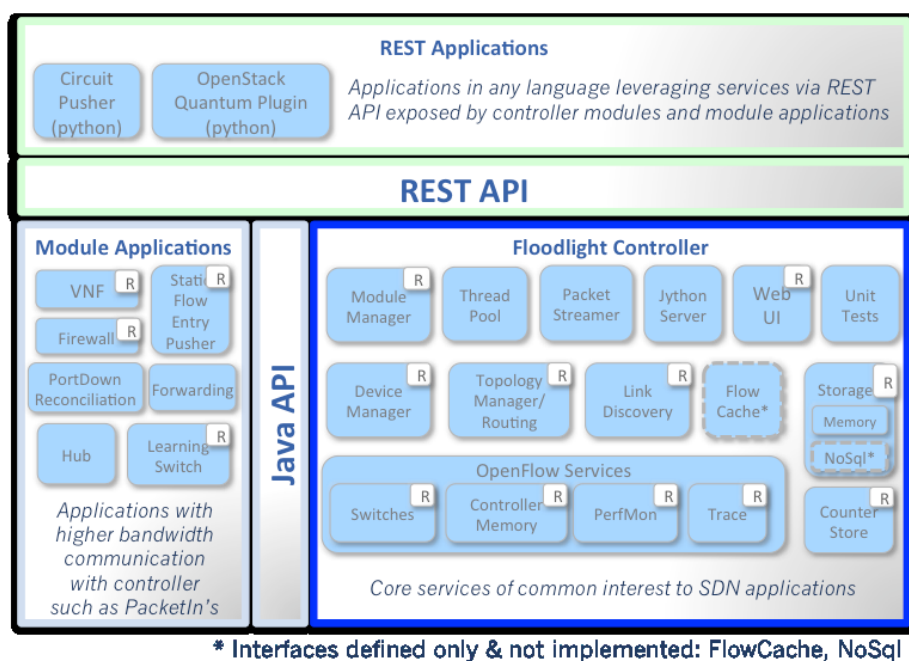 REST Applications
Circuit
Pusher
(python)
OpenStack
Quantum Plugin
(python)
Applications in any language leveraging services via REST
API exposed by controller modules and module applications
REST API
Module Applications
VNF
R
Static
R
Flow
Entry
Pusher
Firewall
R
PortDown
Reconciliation
Forwarding
Hub
Learning
Switch
R
Applications with
higher bandwidth
communication
with controller
such as PacketIn's
Java API
Floodlight Controller
Module
Manager
R
Thread
Pool
Packet
Streamer
Jython
Server
Web
UI
R
Unit
Tests
Device
Manager
R
Topology
Manager/
Routing
R
Link
Discovery
R
Flow
Cache*
Storage
R
Memory
NoSql*
OpenFlow Services
Switches
R
Controller
Memory
R
PerfMon
R
Trace
R
Counter
Store
R
Core services of common interest to SDN applications
* Interfaces defined only & not implemented: FlowCache, NoSql